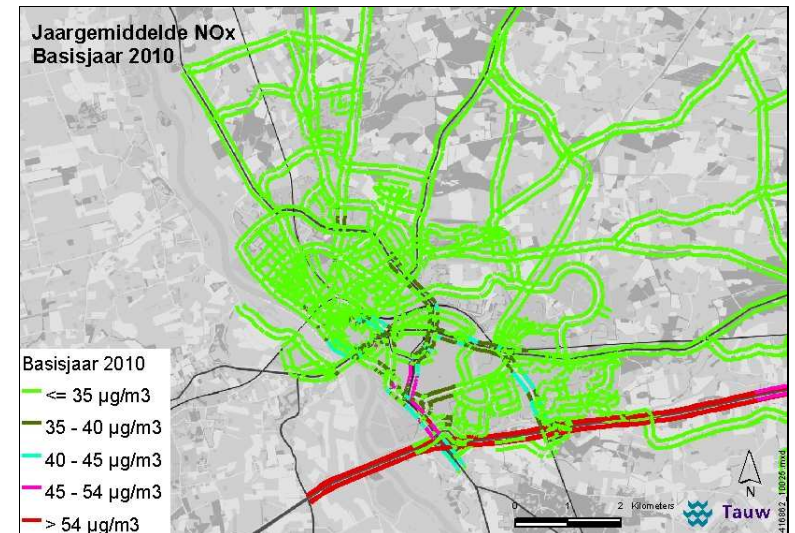 Jaargemiddelde NOx
Basisjaar 2010
Basisjaar 2010
<= 35 µg/m3
35 - 40 µg/m3
40 - 45 µg/m3
45 - 54 µg/m3
> 54 µg/m3
N
0 1 2 Kilometers
Tauw